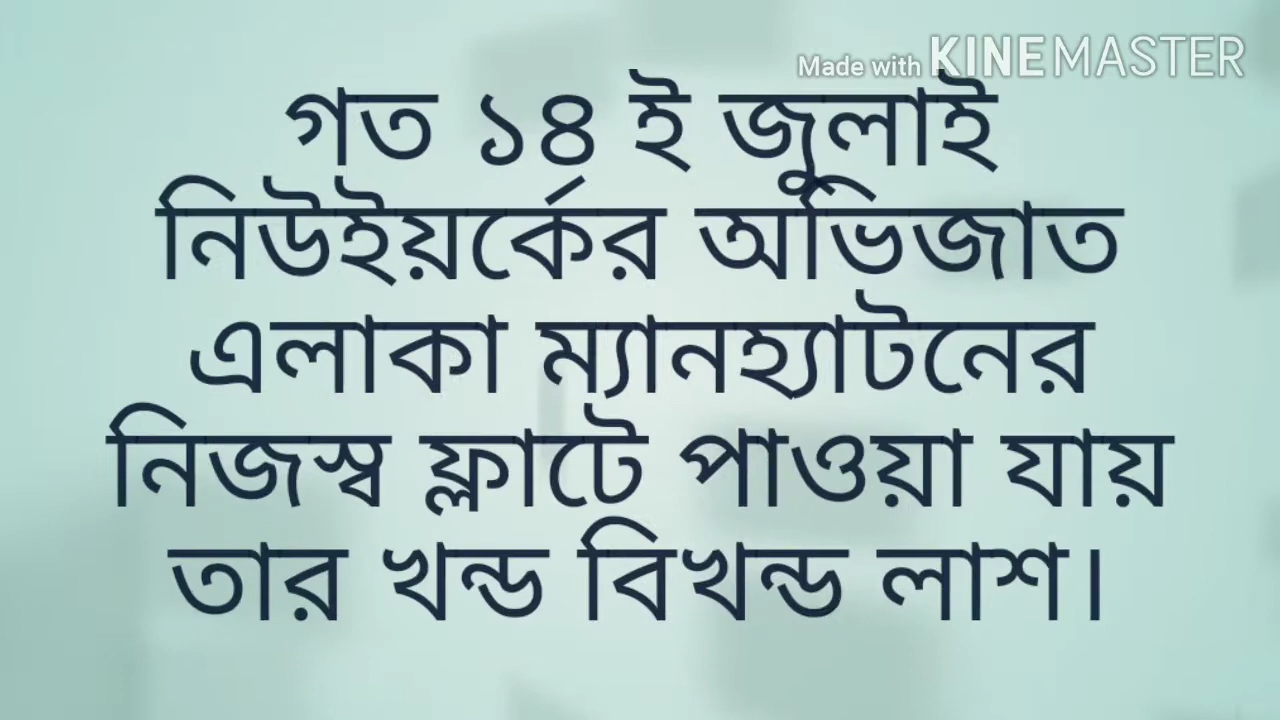 Made with KINEMASTER
গত ১৪ ই জুলাই
নিউইয়র্কের অভিজাত
এলাকা ম্যানহ্যাটনের
নিজস্ব ফ্লাটে পাওয়া যায়
তার খন্ড বিখন্ড লাশ।